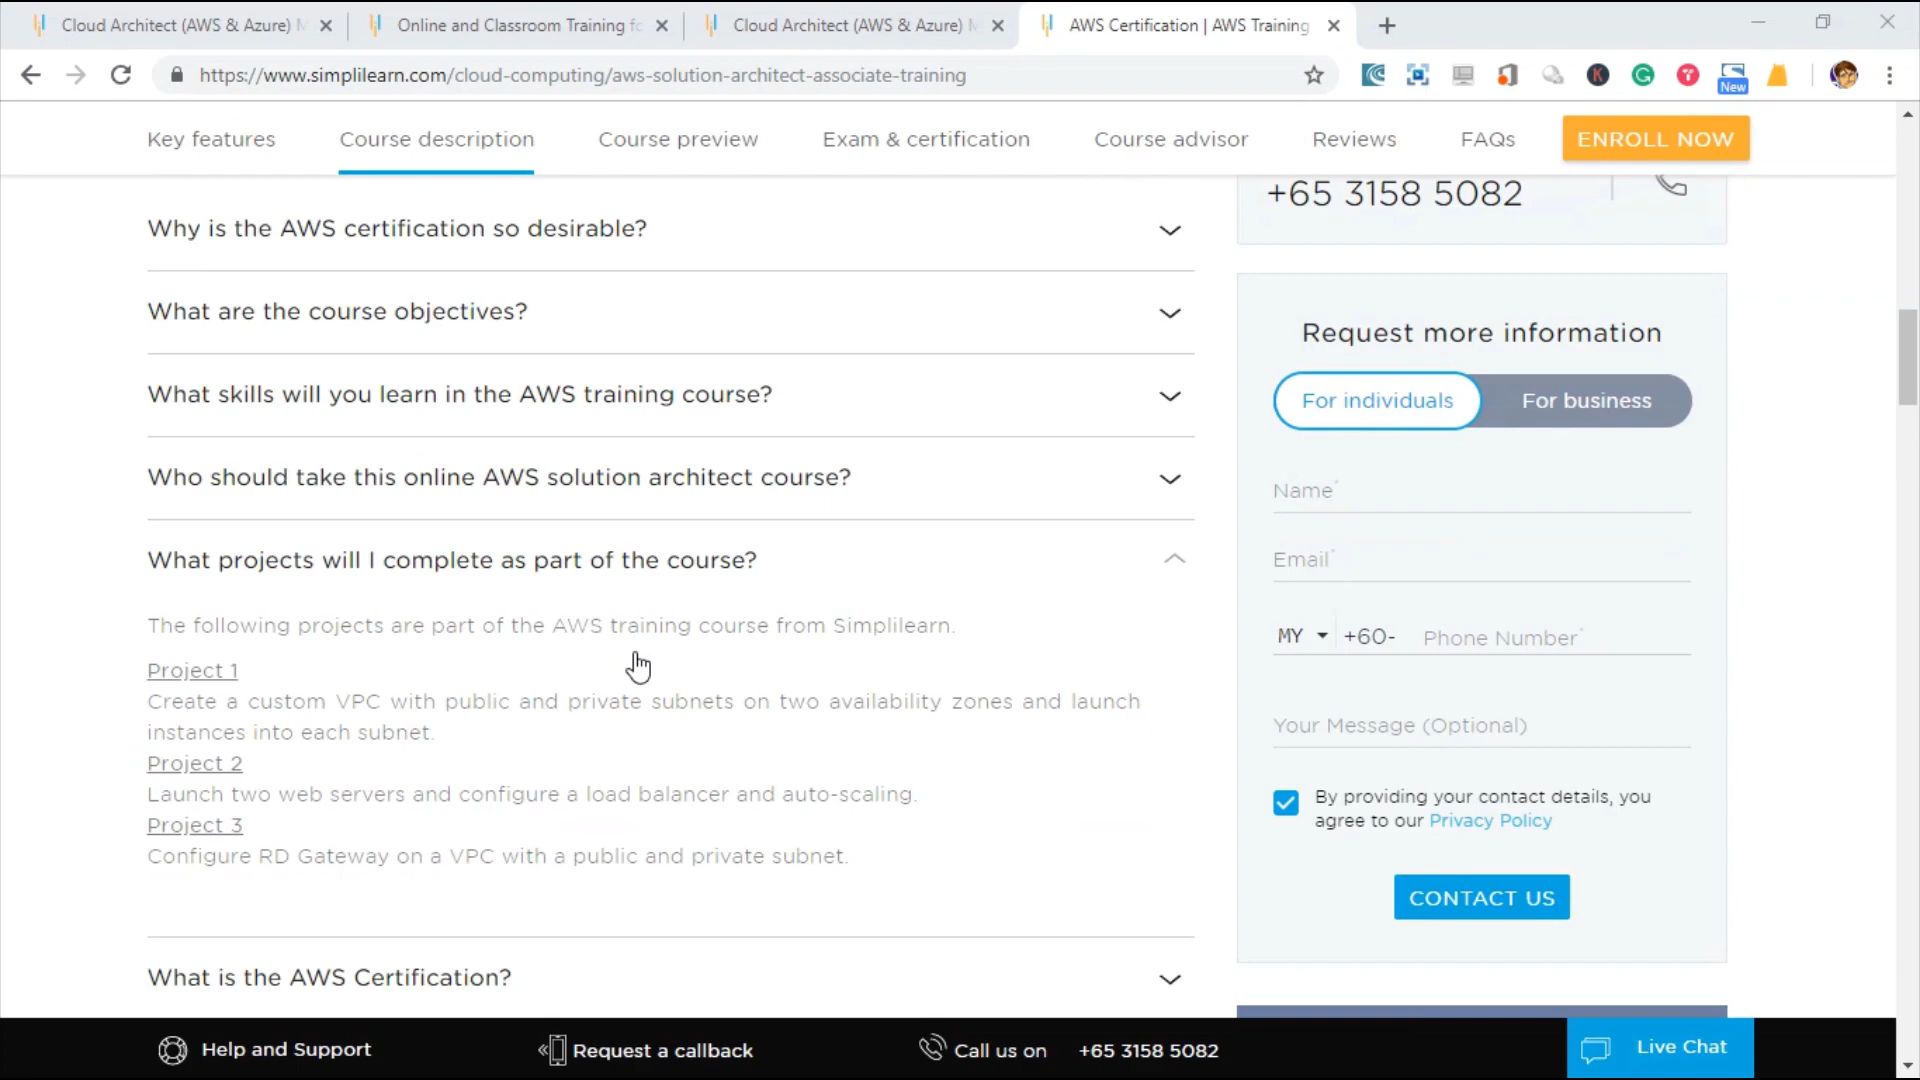 Cloud Architect (AWS & Azure) M
Online and Classroom Training fo
Cloud Architect (AWS & Azure) M
AWS Certification | AWS Training
https://www.simplilearn.com/cloud-computing/aws-solution-architect-associate-training
New
Key features
Course description
Course preview
Exam & certification
Course advisor
Reviews
FAQs
ENROLL NOW
+65 3158 5082
Why is the AWS certification so desirable?
What are the course objectives?
What skills will you learn in the AWS training course?
Who should take this online AWS solution architect course?
What projects will I complete as part of the course?
The following projects are part of the AWS training course from Simplilearn.
Project 1
Create a custom VPC with public and private subnets on two availability zones and launch
instances into each subnet.
Project 2
Launch two web servers and configure a load balancer and auto-scaling.
Project 3
Configure RD Gateway on a VPC with a public and private subnet.
What is the AWS Certification?
Request more information
For individuals
For business
Name*
Email*
MY
+60-
Phone Number*
Your Message (Optional)
By providing your contact details, you
agree to our Privacy Policy
CONTACT US
Help and Support
Request a callback
Call us on
+65 3158 5082
Live Chat